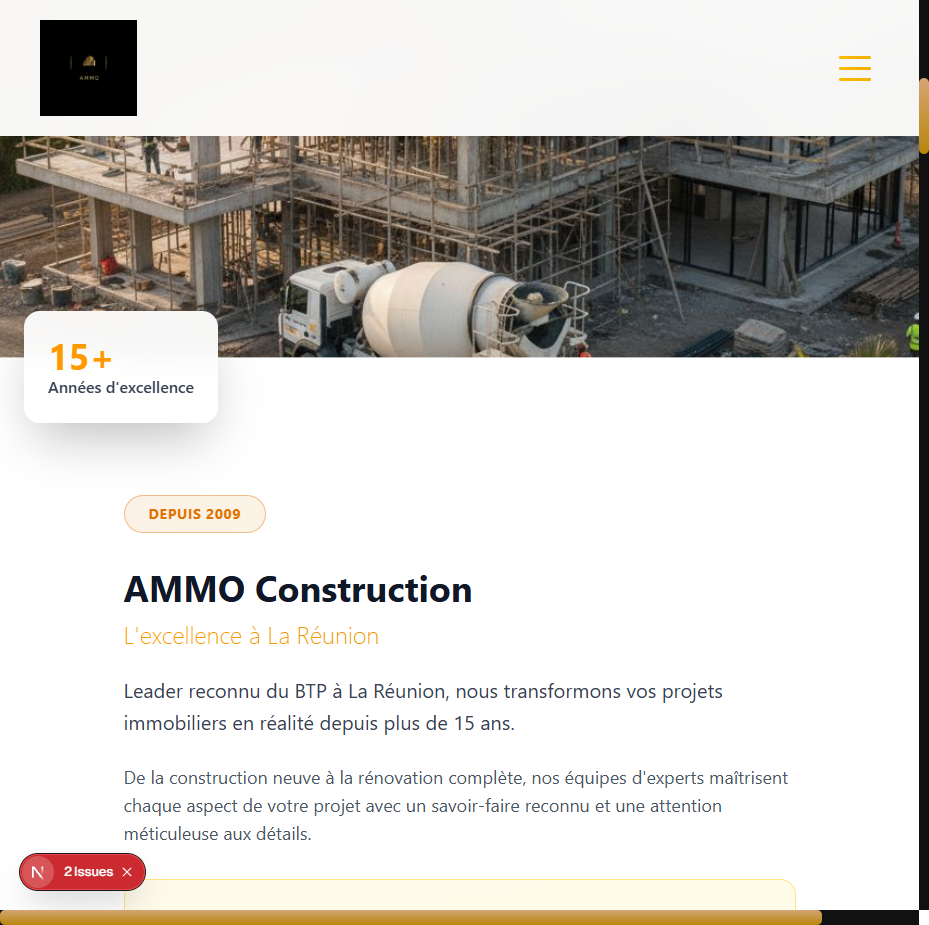 AMMO
15+
Années d'excellence
DEPUIS 2009
AMMO Construction
L'excellence à La Réunion
Leader reconnu du BTP à La Réunion, nous transformons vos projets
immobiliers en réalité depuis plus de 15 ans.
De la construction neuve à la rénovation complète, nos équipes d'experts maîtrisent
chaque aspect de votre projet avec un savoir-faire reconnu et une attention
méticuleuse aux détails.
N 2 Issues ×